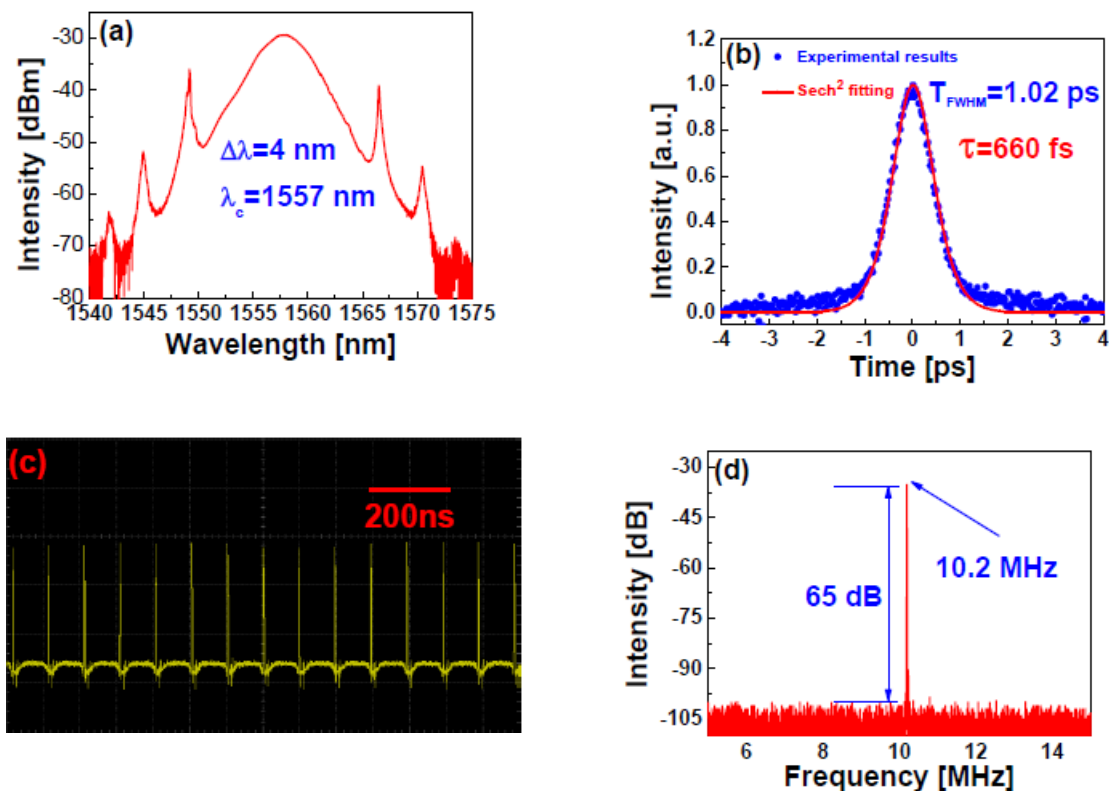 (a)
Intensity [dBm]
-30
-40
-50
-60
-70
-80
Δλ=4 nm
λc=1557 nm
1540 1545 1550 1555 1560 1565 1570 1575
Wavelength [nm]
(b)
Intensity [a.u.]
1.2
1.0
0.8
0.6
0.4
0.2
0.0
Experimental results
Sech² fitting
TFWHM=1.02 ps
τ=660 fs
-4 -3 -2 -1 0 1 2 3 4
Time [ps]
(c)
200ns
(d)
Intensity [dB]
-30
-45
-60
-75
-90
-105
65 dB
10.2 MHz
6 8 10 12 14
Frequency [MHz]